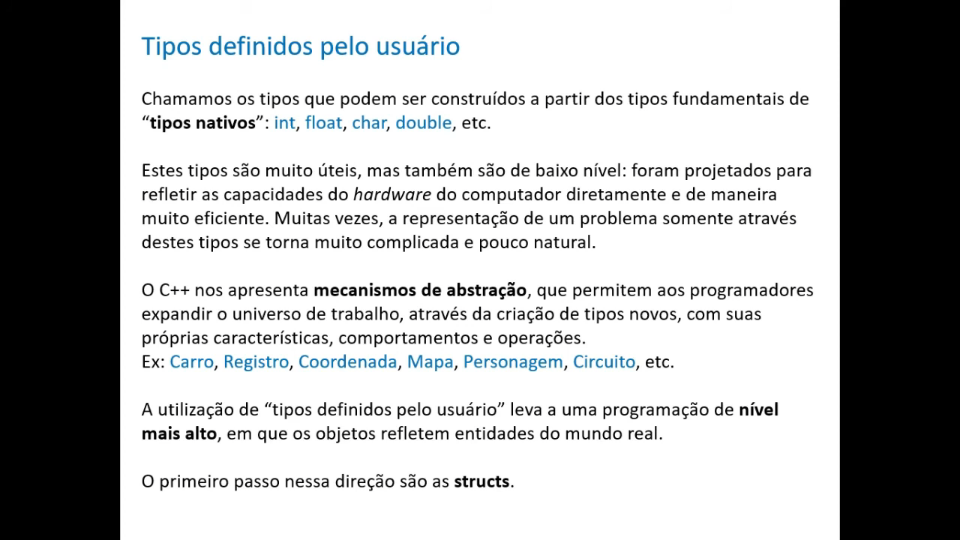 Tipos definidos pelo usuário
Chamamos os tipos que podem ser construídos a partir dos tipos fundamentais de
“tipos nativos”: int, float, char, double, etc.
Estes tipos são muito úteis, mas também são de baixo nível: foram projetados para
refletir as capacidades do hardware do computador diretamente e de maneira
muito eficiente. Muitas vezes, a representação de um problema somente através
destes tipos se torna muito complicada e pouco natural.
O C++ nos apresenta mecanismos de abstração, que permitem aos programadores
expandir o universo de trabalho, através da criação de tipos novos, com suas
próprias características, comportamentos e operações.
Ex: Carro, Registro, Coordenada, Mapa, Personagem, Circuito, etc.
A utilização de “tipos definidos pelo usuário” leva a uma programação de nível
mais alto, em que os objetos refletem entidades do mundo real.
O primeiro passo nessa direção são as structs.